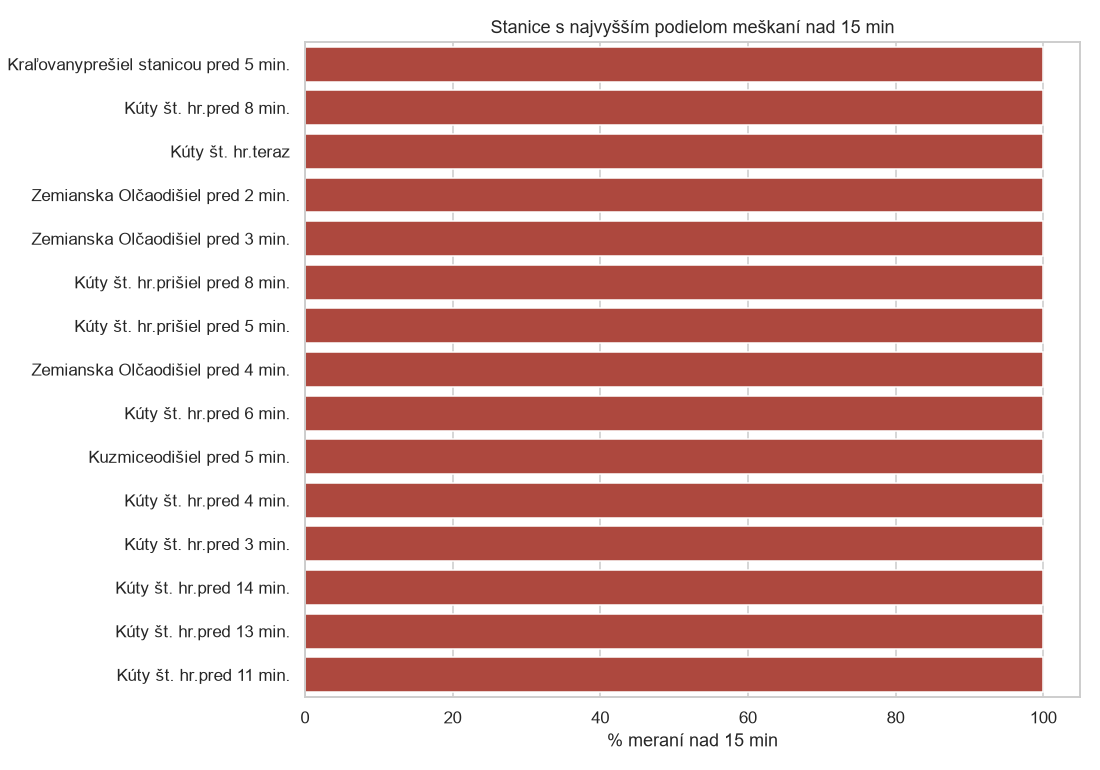 Stanice s najvyšším podielom meškaní nad 15 min
Kraľovanyprešiel stanicou pred 5 min.
Kúty št. hr.pred 8 min.
Kúty št. hr.teraz
Zemianska Olčaodišiel pred 2 min.
Zemianska Olčaodišiel pred 3 min.
Kúty št. hr.prišiel pred 8 min.
Kúty št. hr.prišiel pred 5 min.
Zemianska Olčaodišiel pred 4 min.
Kúty št. hr.pred 6 min.
Kuzmiceodišiel pred 5 min.
Kúty št. hr.pred 4 min.
Kúty št. hr.pred 3 min.
Kúty št. hr.pred 14 min.
Kúty št. hr.pred 13 min.
Kúty št. hr.pred 11 min.
0 20 40 60 80 100
% meraní nad 15 min